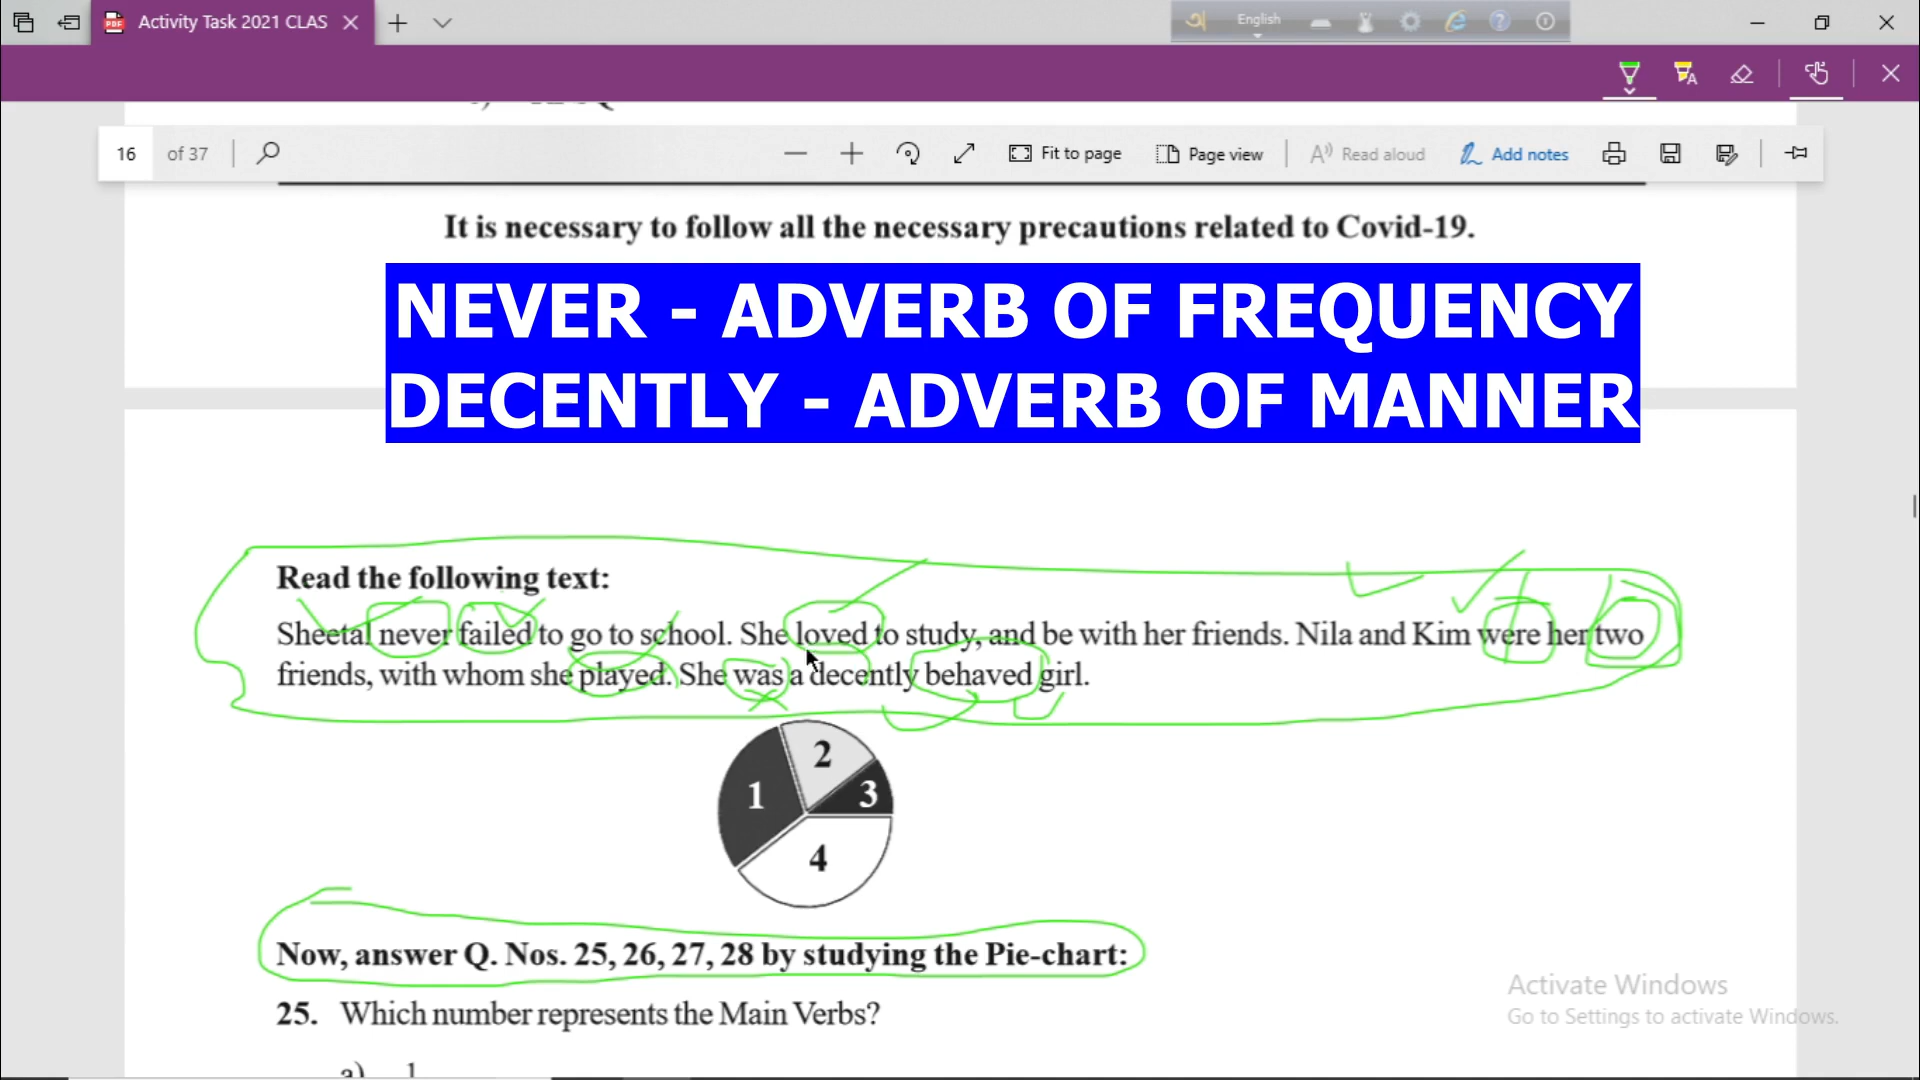 Activity Task 2021 CLAS
English
16 of 37
Fit to page
Page view
Read aloud
Add notes
It is necessary to follow all the necessary precautions related to Covid-19.
NEVER - ADVERB OF FREQUENCY
DECENTLY - ADVERB OF MANNER
Read the following text:
Sheetal never failed to go to school. She loved to study, and be with her friends. Nila and Kim were her two
friends, with whom she played. She was a decently behaved girl.
1
2
3
4
Now, answer Q. Nos. 25, 26, 27, 28 by studying the Pie-chart:
25. Which number represents the Main Verbs?
a) 1
Activate Windows
Go to Settings to activate Windows.